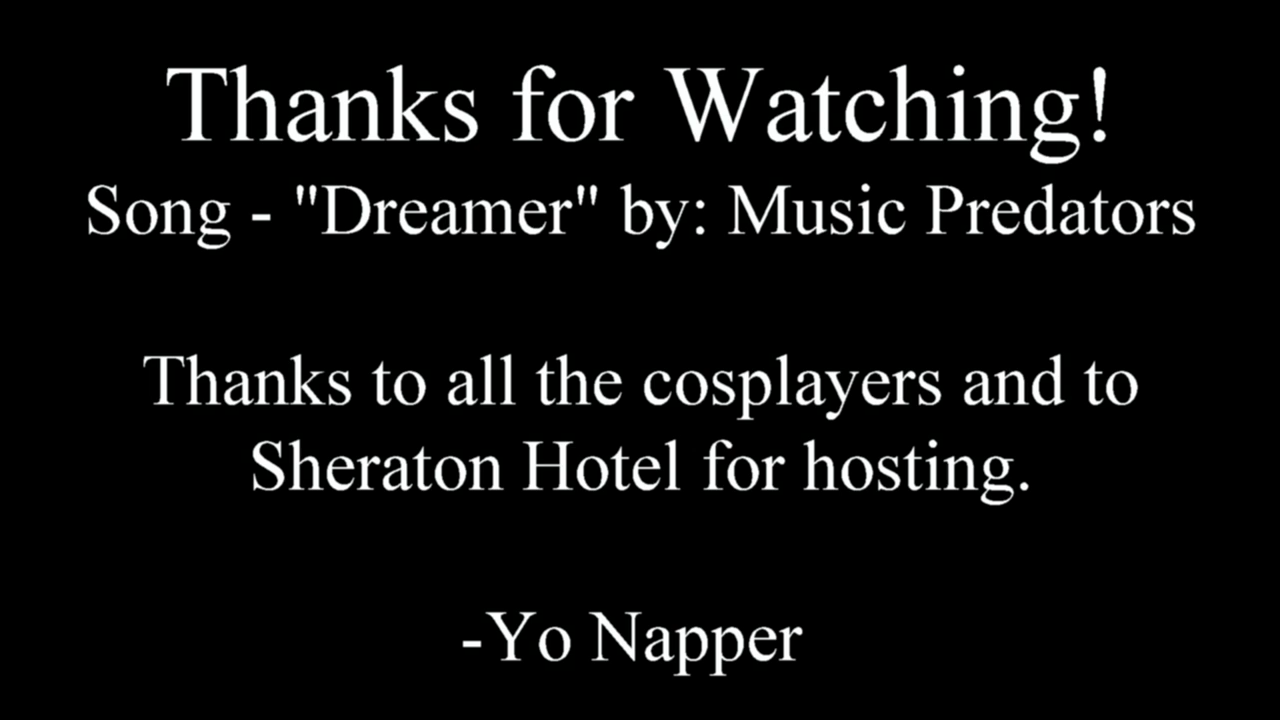 Thanks for Watching!
Song - "Dreamer" by: Music Predators
Thanks to all the cosplayers and to
Sheraton Hotel for hosting.
-Yo Napper